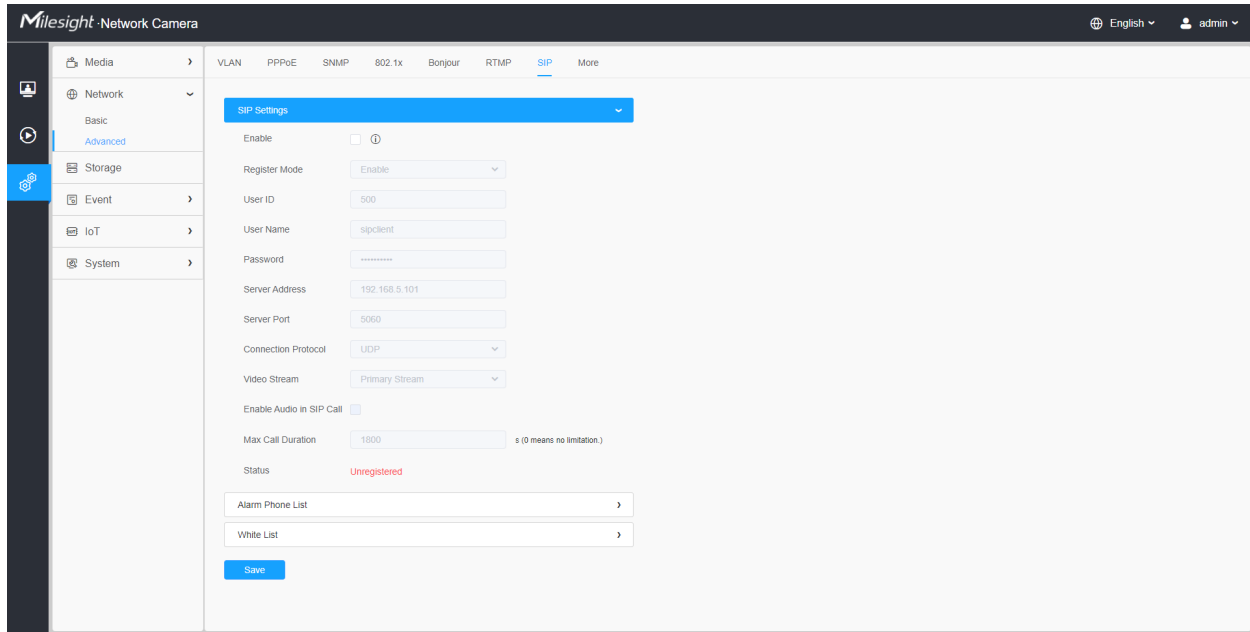 Milesight · Network Camera
English
admin
Media
Network
Basic
Advanced
Storage
Event
IoT
System
VLAN PPPoE SNMP 802.1x Bonjour RTMP SIP More
SIP Settings
Enable
Register Mode Enable
User ID 500
User Name sipclient
Password ••••••••••
Server Address 192.168.5.101
Server Port 5060
Connection Protocol UDP
Video Stream Primary Stream
Enable Audio in SIP Call
Max Call Duration 1800 s (0 means no limitation.)
Status Unregistered
Alarm Phone List
White List
Save